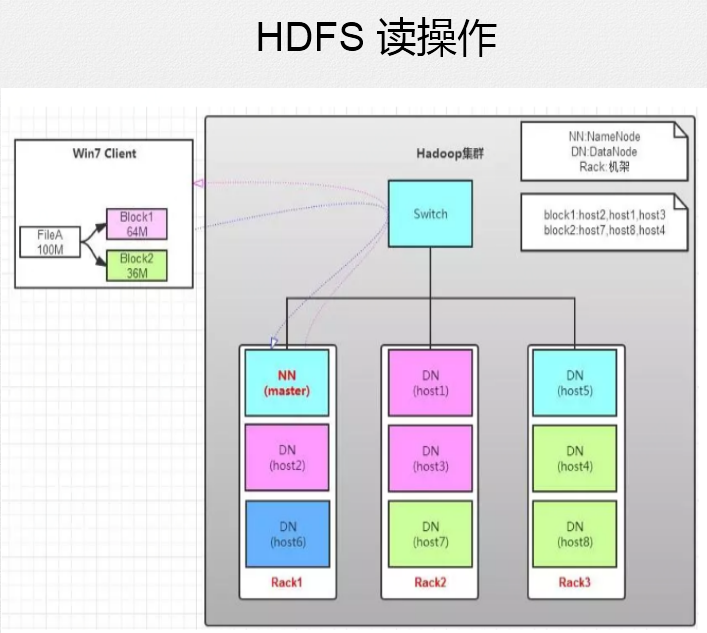 HDFS 读操作
Win7 Client
FileA
100M
Block1
64M
Block2
36M
Hadoop集群
Switch
NN:NameNode
DN:DataNode
Rack:机架
block1:host2,host1,host3
block2:host7,host8,host4
NN
(master)
DN
(host2)
DN
(host6)
Rack1
DN
(host1)
DN
(host3)
DN
(host7)
Rack2
DN
(host5)
DN
(host4)
DN
(host8)
Rack3